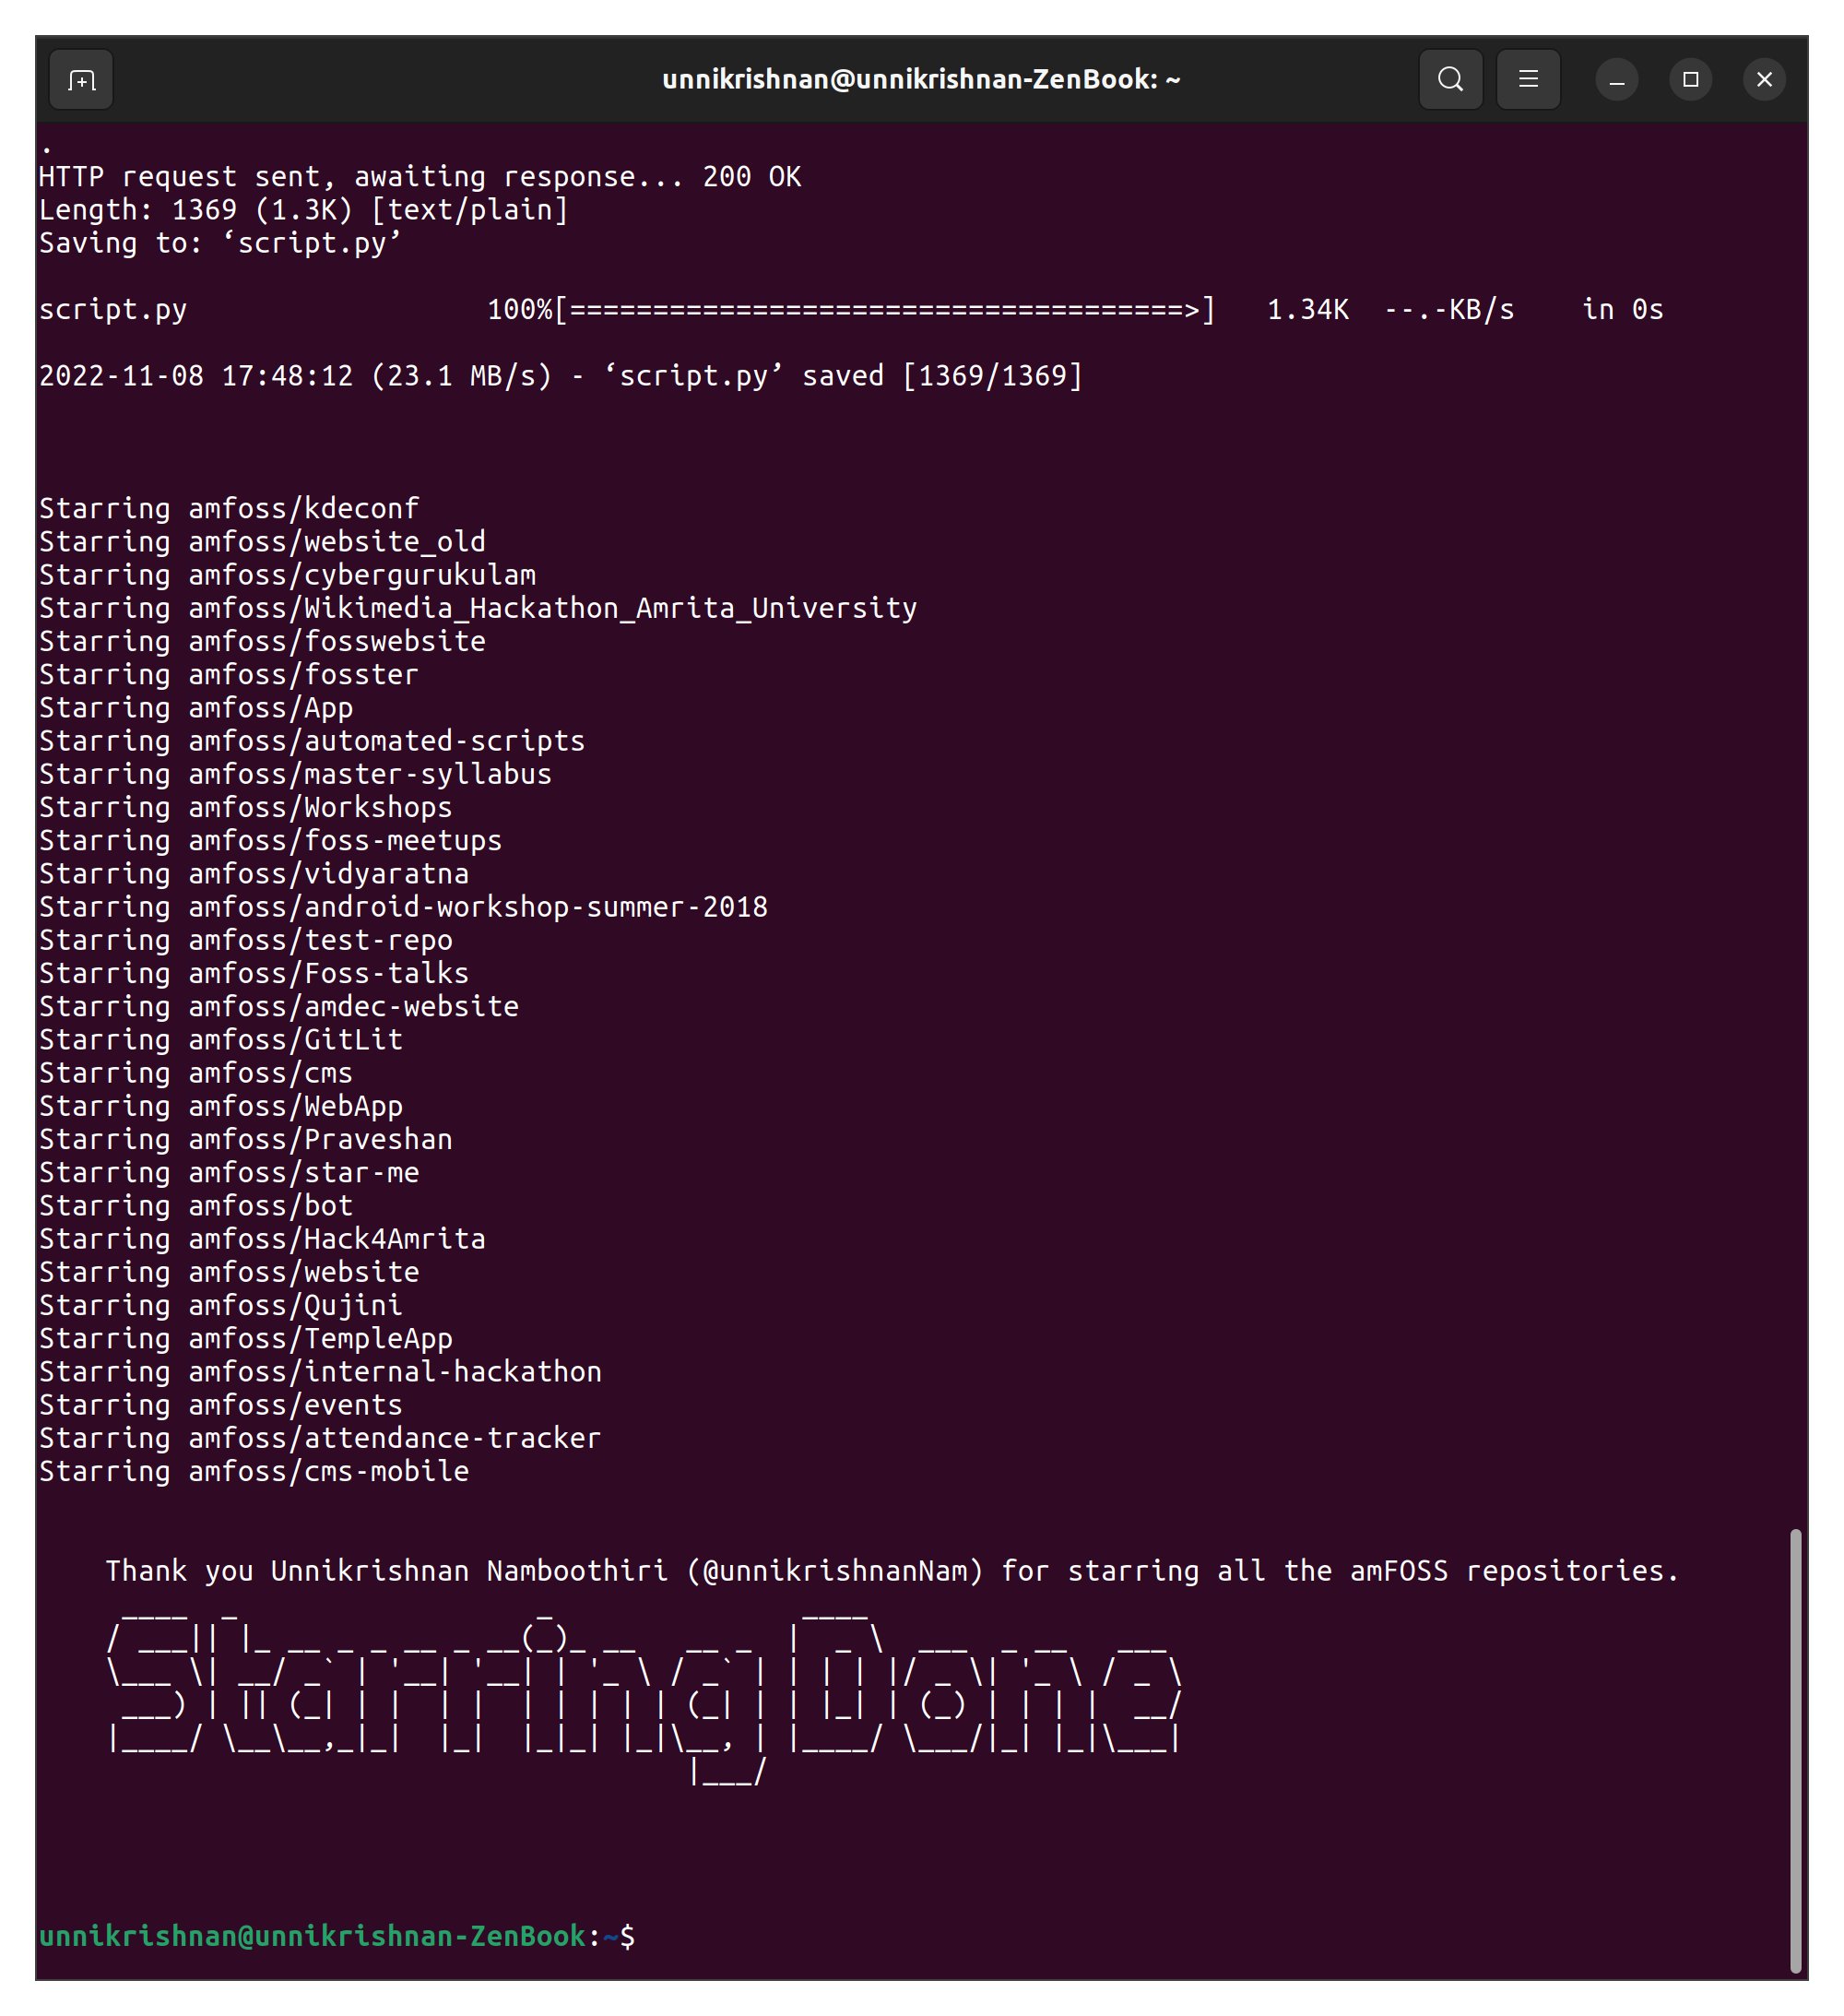 unnikrishnan@unnikrishnan-ZenBook: ~
.
HTTP request sent, awaiting response... 200 OK
Length: 1369 (1.3K) [text/plain]
Saving to: ‘script.py’
script.py                  100%[=====================================>]   1.34K  --.-KB/s    in 0s
2022-11-08 17:48:12 (23.1 MB/s) - ‘script.py’ saved [1369/1369]
Starring amfoss/kdeconf
Starring amfoss/website_old
Starring amfoss/cybergurukulam
Starring amfoss/Wikimedia_Hackathon_Amrita_University
Starring amfoss/fosswebsite
Starring amfoss/fosster
Starring amfoss/App
Starring amfoss/automated-scripts
Starring amfoss/master-syllabus
Starring amfoss/Workshops
Starring amfoss/foss-meetups
Starring amfoss/vidyaratna
Starring amfoss/android-workshop-summer-2018
Starring amfoss/test-repo
Starring amfoss/Foss-talks
Starring amfoss/amdec-website
Starring amfoss/GitLit
Starring amfoss/cms
Starring amfoss/WebApp
Starring amfoss/Praveshan
Starring amfoss/star-me
Starring amfoss/bot
Starring amfoss/Hack4Amrita
Starring amfoss/website
Starring amfoss/Qujini
Starring amfoss/TempleApp
Starring amfoss/internal-hackathon
Starring amfoss/events
Starring amfoss/attendance-tracker
Starring amfoss/cms-mobile
Thank you Unnikrishnan Namboothiri (@unnikrishnanNam) for starring all the amFOSS repositories.
Starring Done
unnikrishnan@unnikrishnan-ZenBook:~$